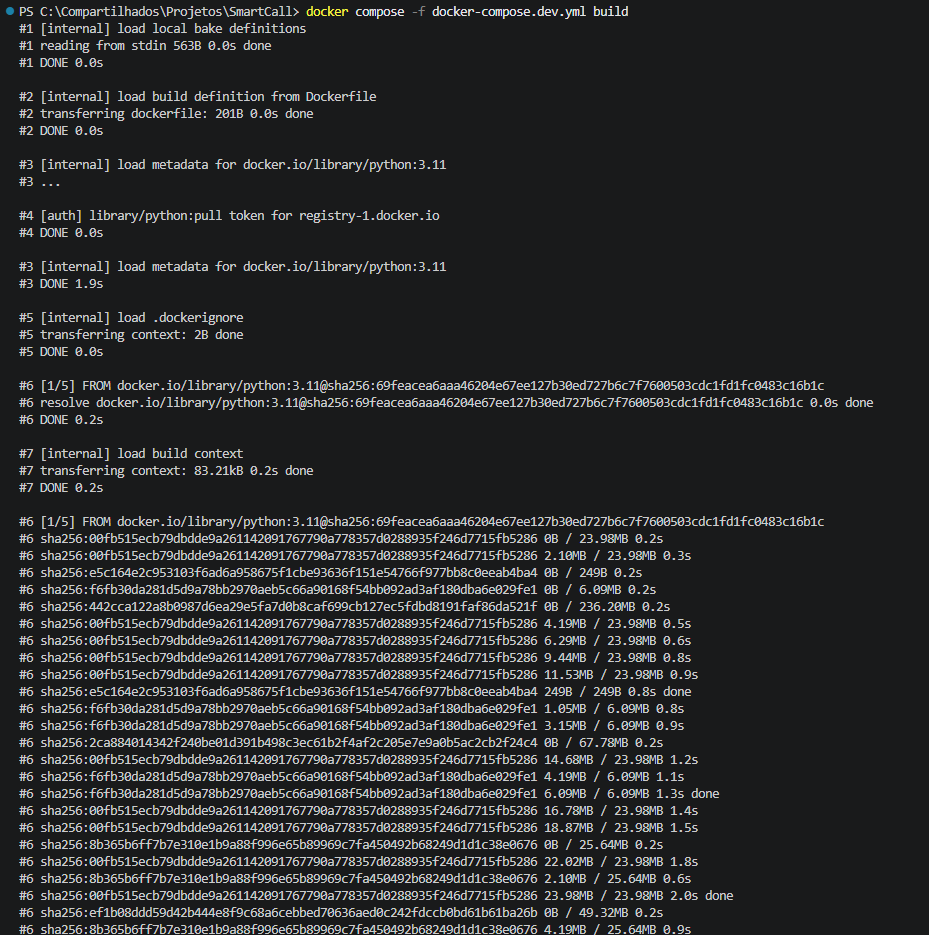 PS C:\Compartilhados\Projetos\SmartCall> docker compose -f docker-compose.dev.yml build
#1 [internal] load local bake definitions
#1 reading from stdin 563B 0.0s done
#1 DONE 0.0s
#2 [internal] load build definition from Dockerfile
#2 transferring dockerfile: 201B 0.0s done
#2 DONE 0.0s
#3 [internal] load metadata for docker.io/library/python:3.11
#3 ...
#4 [auth] library/python:pull token for registry-1.docker.io
#4 DONE 0.0s
#3 [internal] load metadata for docker.io/library/python:3.11
#3 DONE 1.9s
#5 [internal] load .dockerignore
#5 transferring context: 2B done
#5 DONE 0.0s
#6 [1/5] FROM docker.io/library/python:3.11@sha256:69feacea6aaa46204e67ee127b30ed727b6c7f7600503cdc1fd1fc0483c16b1c
#6 resolve docker.io/library/python:3.11@sha256:69feacea6aaa46204e67ee127b30ed727b6c7f7600503cdc1fd1fc0483c16b1c 0.0s done
#6 DONE 0.2s
#7 [internal] load build context
#7 transferring context: 83.21kB 0.2s done
#7 DONE 0.2s
#6 [1/5] FROM docker.io/library/python:3.11@sha256:69feacea6aaa46204e67ee127b30ed727b6c7f7600503cdc1fd1fc0483c16b1c
#6 sha256:00fb515ecb79dbdde9a261142091767790a778357d0288935f246d7715fb5286 0B / 23.98MB 0.2s
#6 sha256:00fb515ecb79dbdde9a261142091767790a778357d0288935f246d7715fb5286 2.10MB / 23.98MB 0.3s
#6 sha256:e5c164e2c953103f6ad6a958675f1cbe93636f151e54766f977bb8c0eeab4ba4 0B / 249B 0.2s
#6 sha256:f6fb30da281d5d9a78bb2970aeb5c66a90168f54bb092ad3af180dba6e029fe1 0B / 6.09MB 0.2s
#6 sha256:442cca122a8b0987d6ea29e5fa7d0b8caf699cb127ec5fdbd8191faf86da521f 0B / 236.20MB 0.2s
#6 sha256:00fb515ecb79dbdde9a261142091767790a778357d0288935f246d7715fb5286 4.19MB / 23.98MB 0.5s
#6 sha256:00fb515ecb79dbdde9a261142091767790a778357d0288935f246d7715fb5286 6.29MB / 23.98MB 0.6s
#6 sha256:00fb515ecb79dbdde9a261142091767790a778357d0288935f246d7715fb5286 9.44MB / 23.98MB 0.8s
#6 sha256:00fb515ecb79dbdde9a261142091767790a778357d0288935f246d7715fb5286 11.53MB / 23.98MB 0.9s
#6 sha256:e5c164e2c953103f6ad6a958675f1cbe93636f151e54766f977bb8c0eeab4ba4 249B / 249B 0.8s done
#6 sha256:f6fb30da281d5d9a78bb2970aeb5c66a90168f54bb092ad3af180dba6e029fe1 1.05MB / 6.09MB 0.8s
#6 sha256:f6fb30da281d5d9a78bb2970aeb5c66a90168f54bb092ad3af180dba6e029fe1 3.15MB / 6.09MB 0.9s
#6 sha256:2ca884014342f240be01d391b498c3ec61b2f4af2c205e7e9a0b5ac2cb2f24c4 0B / 67.78MB 0.2s
#6 sha256:00fb515ecb79dbdde9a261142091767790a778357d0288935f246d7715fb5286 14.68MB / 23.98MB 1.2s
#6 sha256:f6fb30da281d5d9a78bb2970aeb5c66a90168f54bb092ad3af180dba6e029fe1 4.19MB / 6.09MB 1.1s
#6 sha256:f6fb30da281d5d9a78bb2970aeb5c66a90168f54bb092ad3af180dba6e029fe1 6.09MB / 6.09MB 1.3s done
#6 sha256:00fb515ecb79dbdde9a261142091767790a778357d0288935f246d7715fb5286 16.78MB / 23.98MB 1.4s
#6 sha256:00fb515ecb79dbdde9a261142091767790a778357d0288935f246d7715fb5286 18.87MB / 23.98MB 1.5s
#6 sha256:8b365b6ff7b7e310e1b9a88f996e65b89969c7fa450492b68249d1d1c38e0676 0B / 25.64MB 0.2s
#6 sha256:00fb515ecb79dbdde9a261142091767790a778357d0288935f246d7715fb5286 22.02MB / 23.98MB 1.8s
#6 sha256:8b365b6ff7b7e310e1b9a88f996e65b89969c7fa450492b68249d1d1c38e0676 2.10MB / 25.64MB 0.6s
#6 sha256:00fb515ecb79dbdde9a261142091767790a778357d0288935f246d7715fb5286 23.98MB / 23.98MB 2.0s done
#6 sha256:ef1b08ddd59d42b444e8f9c68a6cebbed70636aed0c242fdccb0bd61b61ba26b 0B / 49.32MB 0.2s
#6 sha256:8b365b6ff7b7e310e1b9a88f996e65b89969c7fa450492b68249d1d1c38e0676 4.19MB / 25.64MB 0.9s